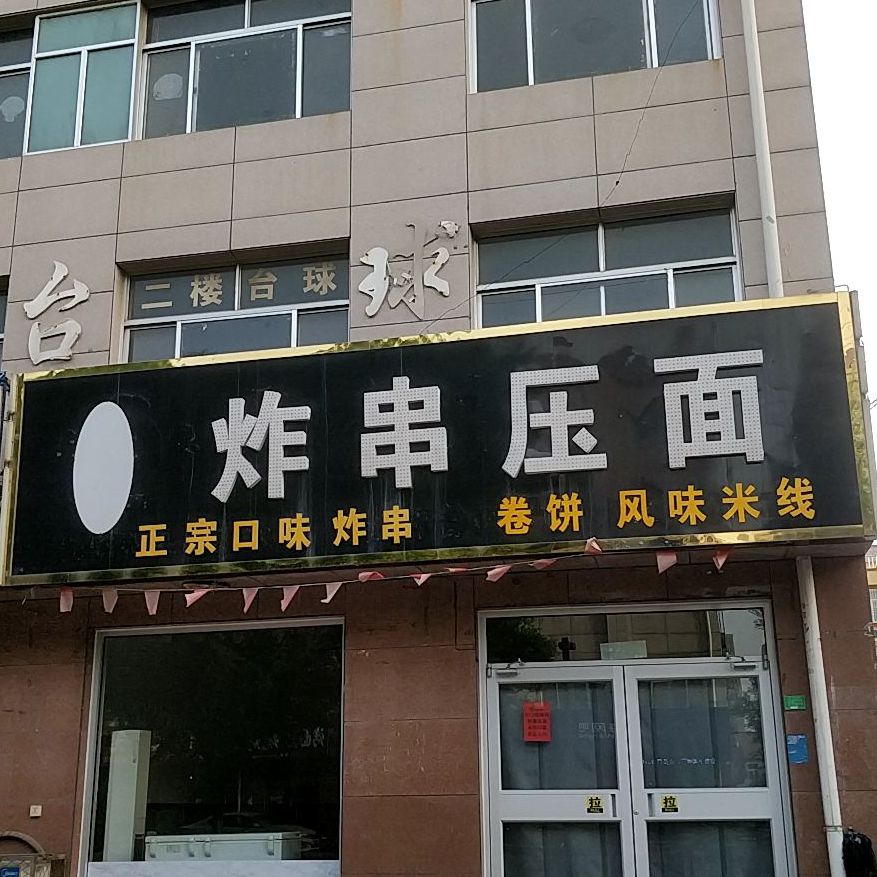 台球
二楼台球
炸串压面
正宗口味炸串 卷饼 风味米线
拉
拉